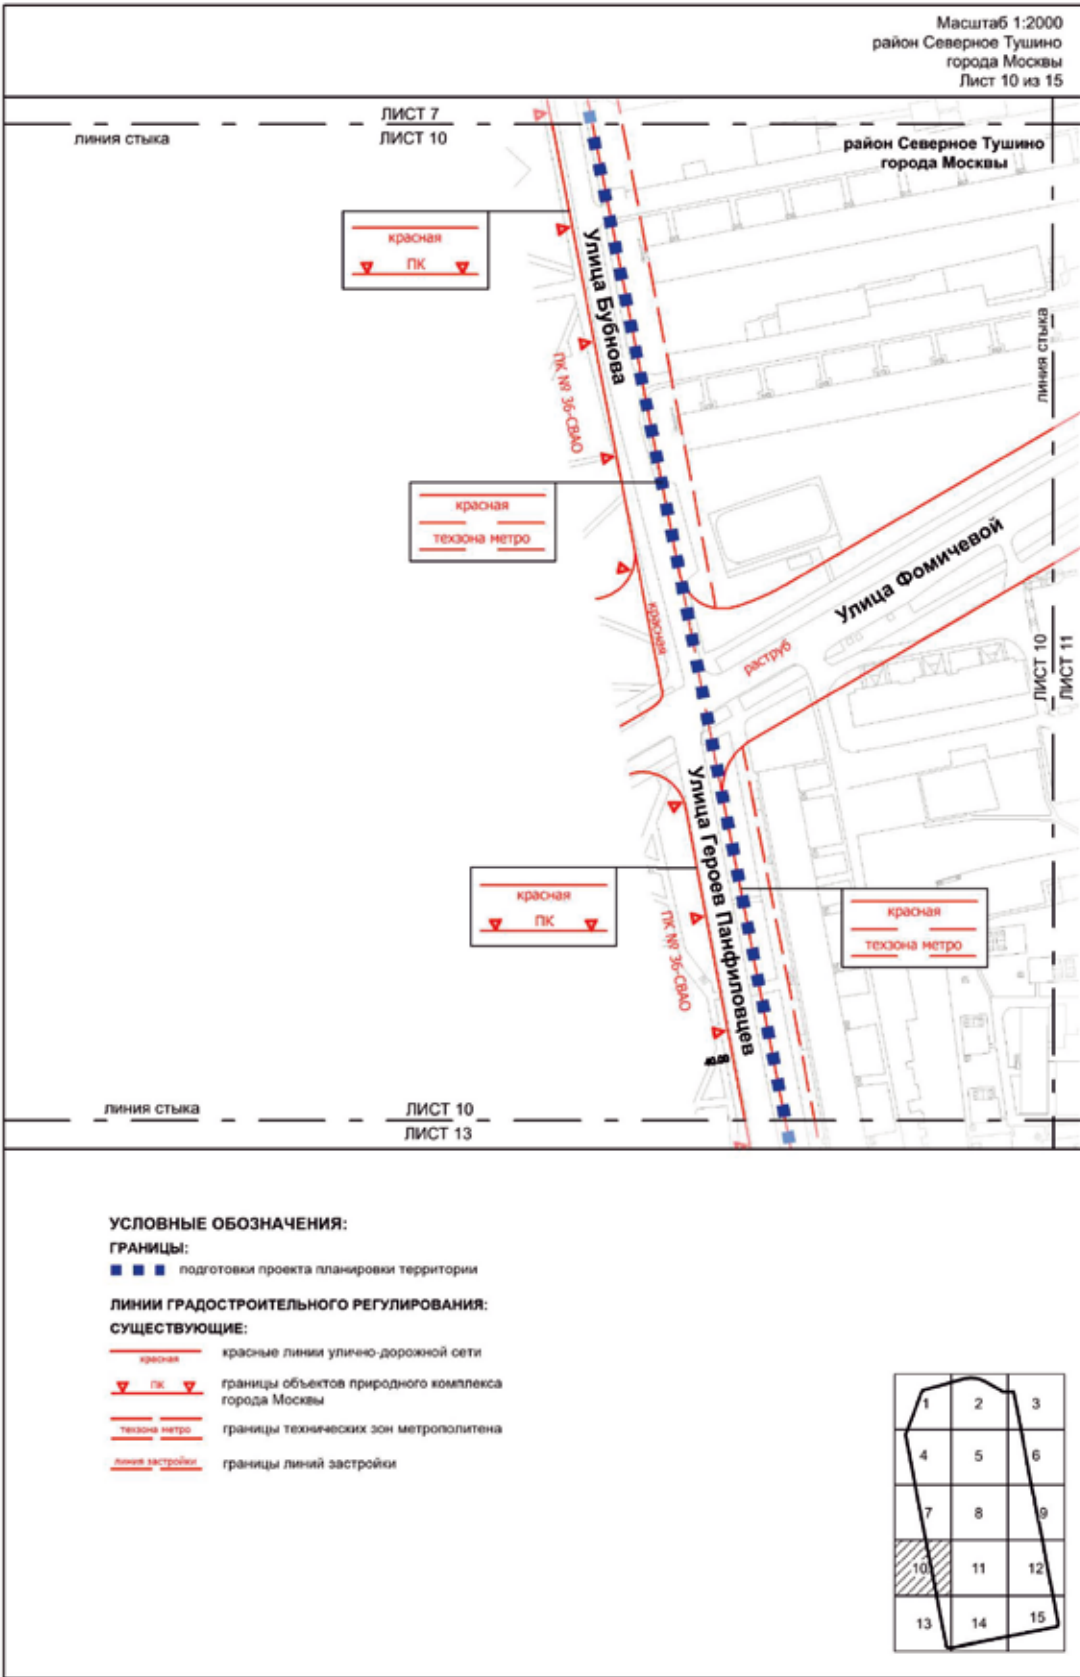 Масштаб 1:2000
район Северное Тушино
города Москвы
Лист 10 из 15
ЛИСТ 7
линия стыка
ЛИСТ 10
район Северное Тушино
города Москвы
красная
ПК
Улица Бубнова
линия стыка
ПК № 36-СВАО
красная
техзона метро
Улица Фомичевой
красная
раструб
ЛИСТ 10
ЛИСТ 11
Улица Героев Панфиловцев
красная
ПК
красная
техзона метро
ПК № 36-СВАО
40.00
линия стыка
ЛИСТ 10
ЛИСТ 13
УСЛОВНЫЕ ОБОЗНАЧЕНИЯ:
ГРАНИЦЫ:
подготовки проекта планировки территории
ЛИНИИ ГРАДОСТРОИТЕЛЬНОГО РЕГУЛИРОВАНИЯ:
СУЩЕСТВУЮЩИЕ:
красная
красные линии улично-дорожной сети
ПК
границы объектов природного комплекса
города Москвы
техзона метро
границы технических зон метрополитена
линия застройки
границы линий застройки
1 2 3
4 5 6
7 8 9
10 11 12
13 14 15